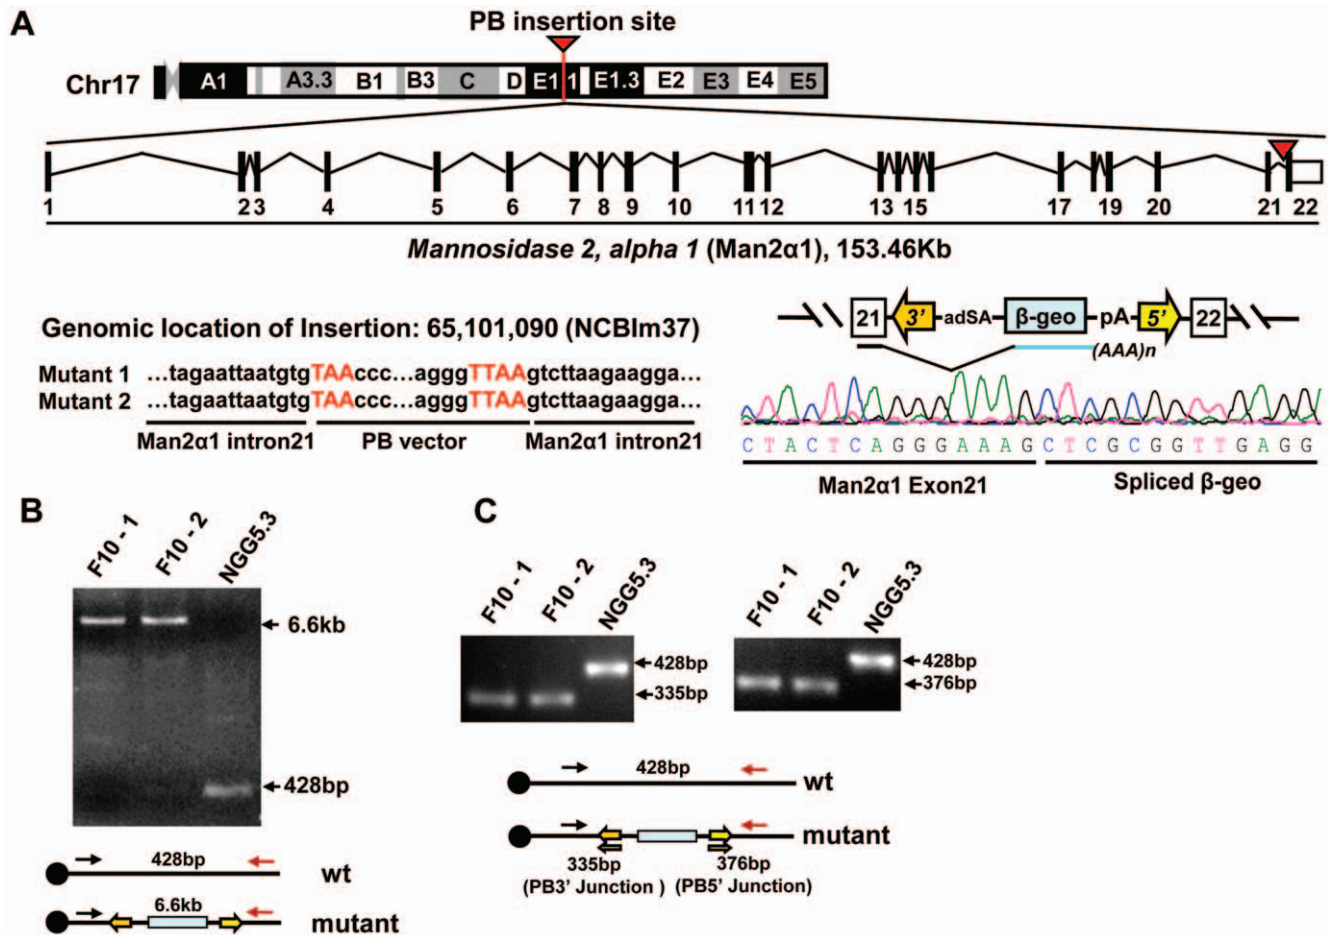 A
PB insertion site
Chr17
A1 A3.3 B1 B3 C D E1.1 E1.3 E2 E3 E4 E5
1 2 3 4 5 6 7 8 9 10 11 12 13 15 17 19 20 21 22
Mannosidase 2, alpha 1 (Man2α1), 153.46Kb
Genomic location of Insertion: 65,101,090 (NCBIm37)
Mutant 1 ...tagaattaatgtgTAAccc...agggTTAAgtcttaagaagga...
Mutant 2 ...tagaattaatgtgTAAccc...agggTTAAgtcttaagaagga...
Man2α1 intron21 PB vector Man2α1 intron21
21 3’ adSA β-geo pA 5’ 22
(AAA)n
CTACTCAGGGAAAGCTCGCGGTTGAGG
Man2α1 Exon21 Spliced β-geo
B
F10 - 1 F10 - 2 NGG5.3
6.6kb
428bp
428bp
wt
6.6kb
mutant
C
F10 - 1 F10 - 2 NGG5.3
428bp
335bp
F10 - 1 F10 - 2 NGG5.3
428bp
376bp
428bp
wt
mutant
335bp 376bp
(PB3’ Junction ) (PB5’ Junction)